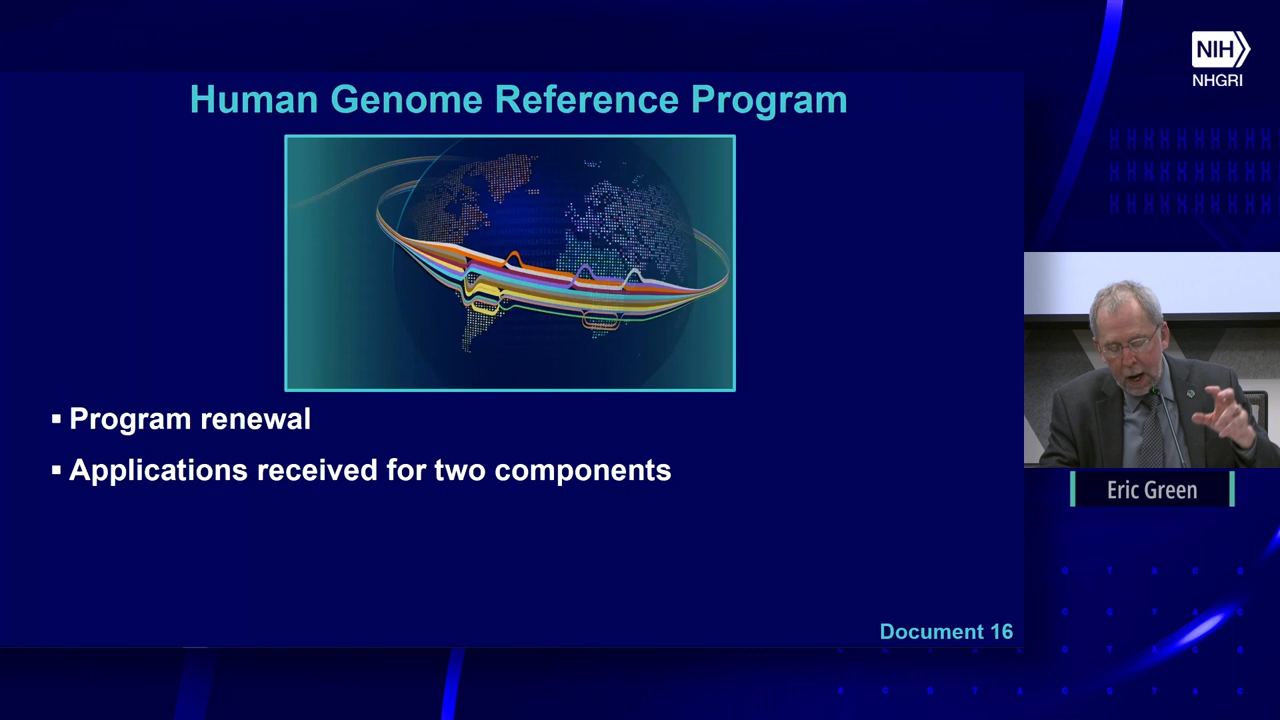 NIH
NHGRI
Human Genome Reference Program
▪ Program renewal
▪ Applications received for two components
Eric Green
Document 16